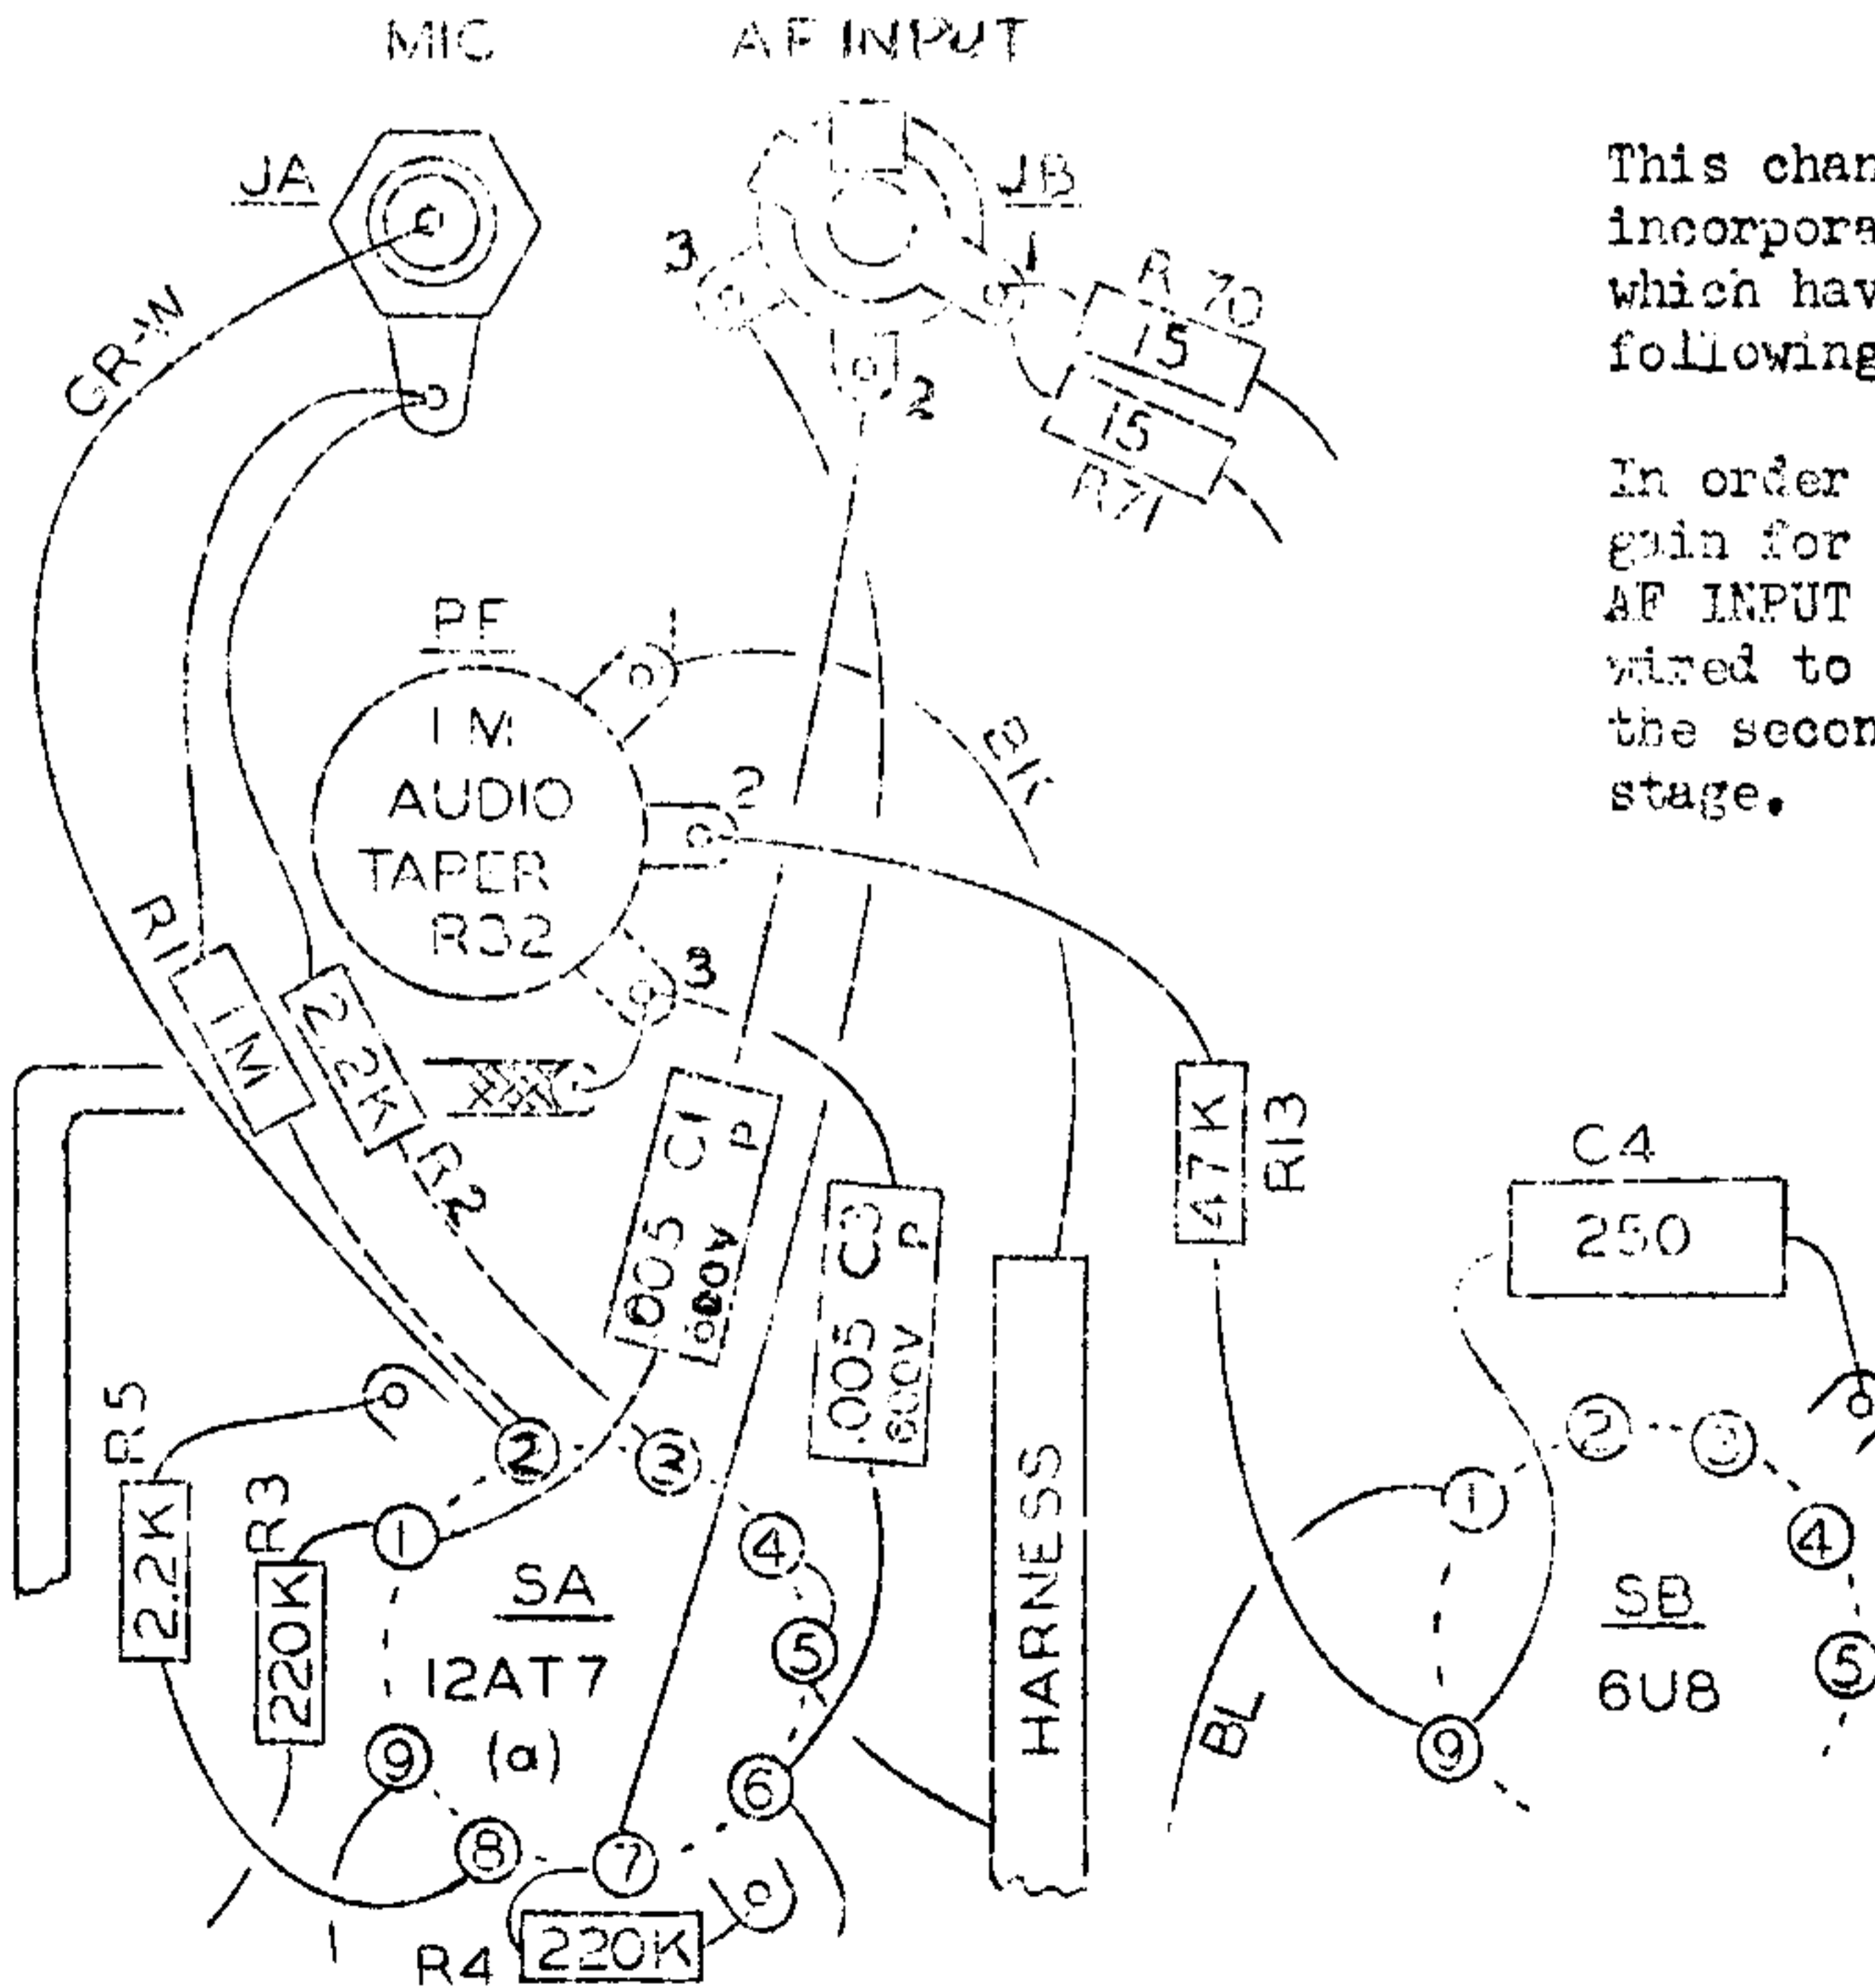 MIC
AF INPUT
JA
JB
3
1
2
R 70
15
15
R71
GR-W
This chan
incorpora
which hav
following
In order
gain for
AF INPUT
wired to
the secon
stage.
PF
1 M
AUDIO
TAPER
R32
1
2
3
BK
R1
1M
2.2K
R2
.005 C1
600V P
.005 C3
600V P
47K
R13
C4
250
HARNESS
R5
2.2K
R3
220K
1
2
3
4
5
6
7
8
9
SA
12AT7
(a)
R4
220K
BL
1
2
3
4
5
9
SB
6U8